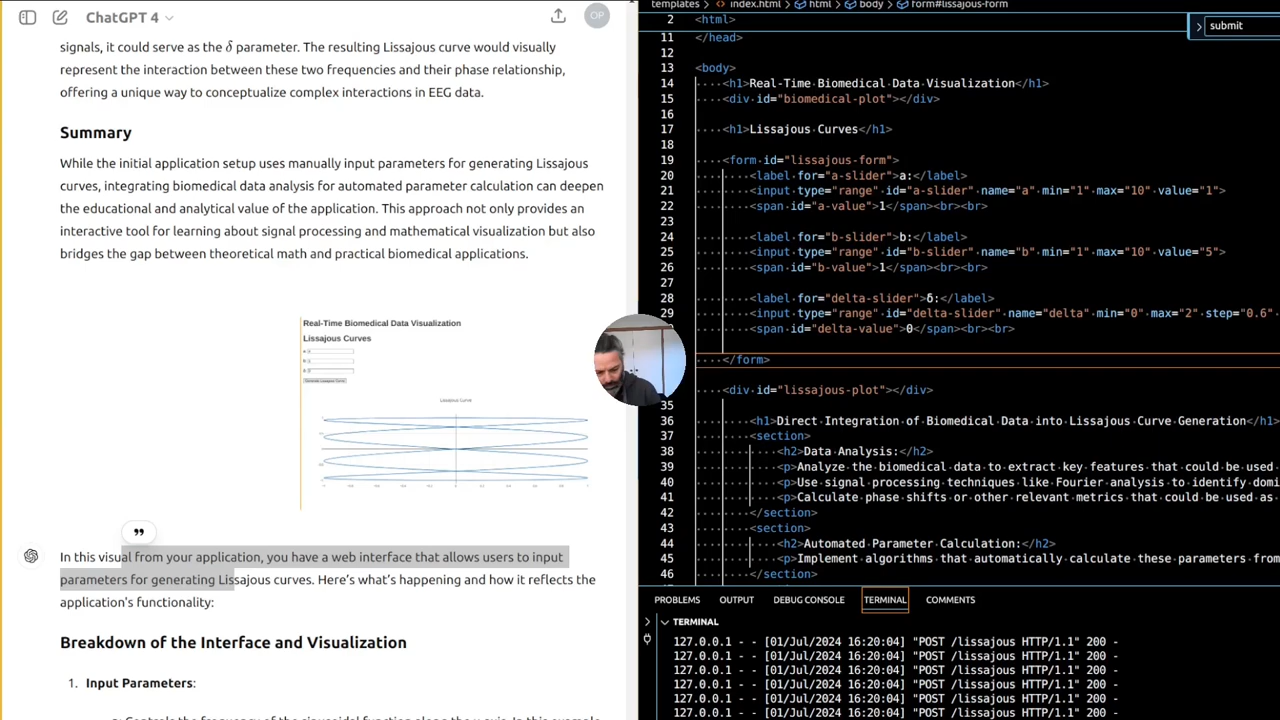 ChatGPT 4
OP
signals, it could serve as the δ parameter. The resulting Lissajous curve would visually
represent the interaction between these two frequencies and their phase relationship,
offering a unique way to conceptualize complex interactions in EEG data.
Summary
While the initial application setup uses manually input parameters for generating Lissajous
curves, integrating biomedical data analysis for automated parameter calculation can deepen
the educational and analytical value of the application. This approach not only provides an
interactive tool for learning about signal processing and mathematical visualization but also
bridges the gap between theoretical math and practical biomedical applications.
Real-Time Biomedical Data Visualization
Lissajous Curves
Generate Lissajous Curve
Lissajous Curve
In this visual from your application, you have a web interface that allows users to input
parameters for generating Lissajous curves. Here's what's happening and how it reflects the
application's functionality:
Breakdown of the Interface and Visualization
1. Input Parameters:
templates > index.html > html > body > form#lissajous-form
submit
2 <html>
11 </head>
12
13 <body>
14 ····<h1>Real-Time·Biomedical·Data·Visualization</h1>
15 ····<div id="biomedical-plot"></div>
16
17 ····<h1>Lissajous·Curves</h1>
18
19 ····<form id="lissajous-form">
20 ········<label for="a-slider">a:</label>
21 ········<input type="range" id="a-slider" name="a" min="1" max="10" value="1">
22 ········<span id="a-value">1</span><br><br>
23
24 ········<label for="b-slider">b:</label>
25 ········<input type="range" id="b-slider" name="b" min="1" max="10" value="5">
26 ········<span id="b-value">1</span><br><br>
27
28 ········<label for="delta-slider">δ:</label>
29 ········<input type="range" id="delta-slider" name="delta" min="0" max="2" step="0.6"
········<span id="delta-value">0</span><br><br>
····</form>
····<div id="lissajous-plot"></div>
35
36 ········<h1>Direct·Integration·of·Biomedical·Data·into·Lissajous·Curve·Generation</h1>
37 ········<section>
38 ············<h2>Data·Analysis:</h2>
39 ············<p>Analyze·the·biomedical·data·to·extract·key·features·that·could·be·used
40 ············<p>Use·signal·processing·techniques·like·Fourier·analysis·to·identify·domi
41 ············<p>Calculate·phase·shifts·or·other·relevant·metrics·that·could·be·used·as
42 ········</section>
43 ········<section>
44 ············<h2>Automated·Parameter·Calculation:</h2>
45 ············<p>Implement·algorithms·that·automatically·calculate·these·parameters·from
46 ········</section>
PROBLEMS OUTPUT DEBUG CONSOLE TERMINAL COMMENTS
TERMINAL
127.0.0.1 - - [01/Jul/2024 16:20:04] "POST /lissajous HTTP/1.1" 200 -
127.0.0.1 - - [01/Jul/2024 16:20:04] "POST /lissajous HTTP/1.1" 200 -
127.0.0.1 - - [01/Jul/2024 16:20:04] "POST /lissajous HTTP/1.1" 200 -
127.0.0.1 - - [01/Jul/2024 16:20:04] "POST /lissajous HTTP/1.1" 200 -
127.0.0.1 - - [01/Jul/2024 16:20:04] "POST /lissajous HTTP/1.1" 200 -
127.0.0.1 - - [01/Jul/2024 16:20:04] "POST /lissajous HTTP/1.1" 200 -